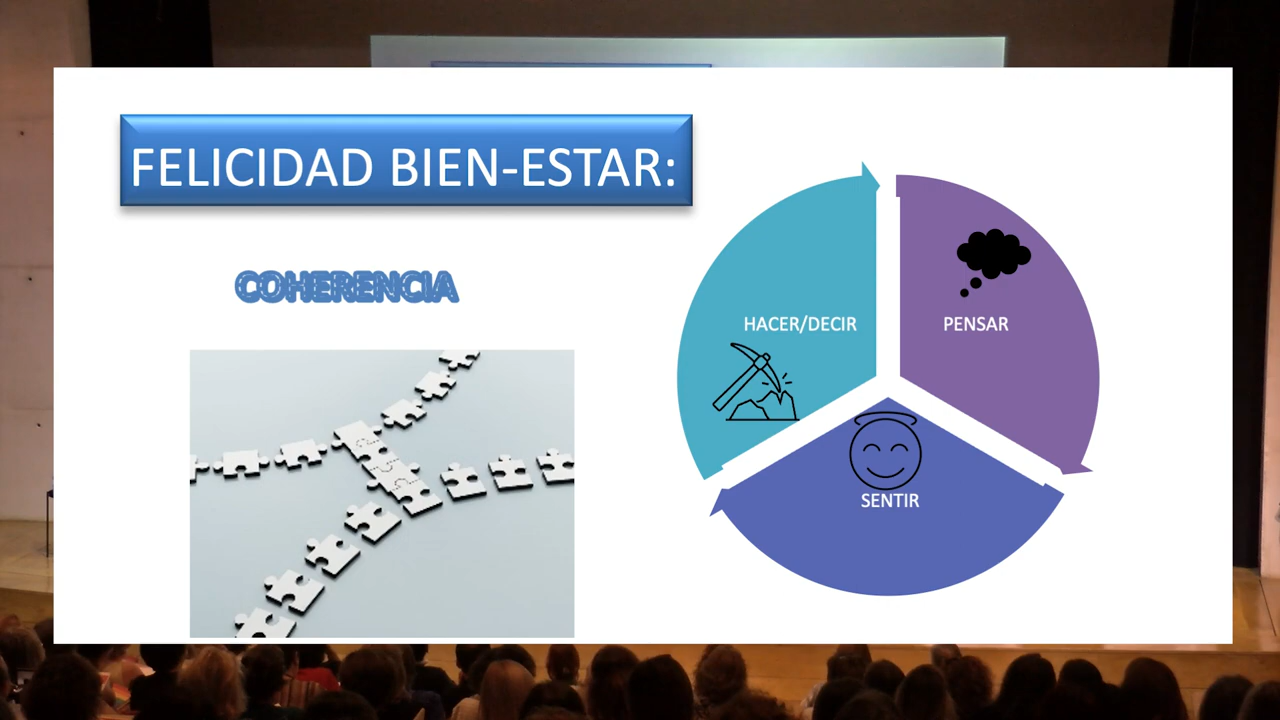 FELICIDAD BIEN-ESTAR:
COHERENCIA
HACER/DECIR
PENSAR
SENTIR